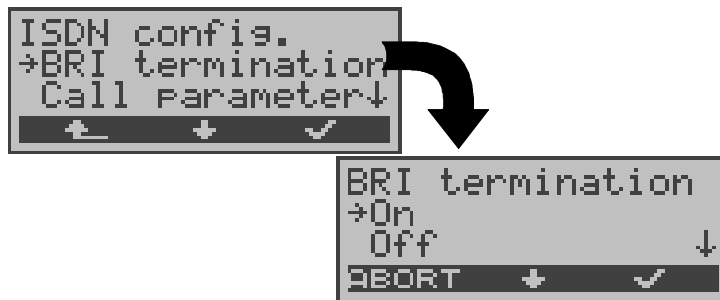 ISDN config.
→BRI termination
Call parameter↓
BRI termination
→On
Off ↓
ABORT